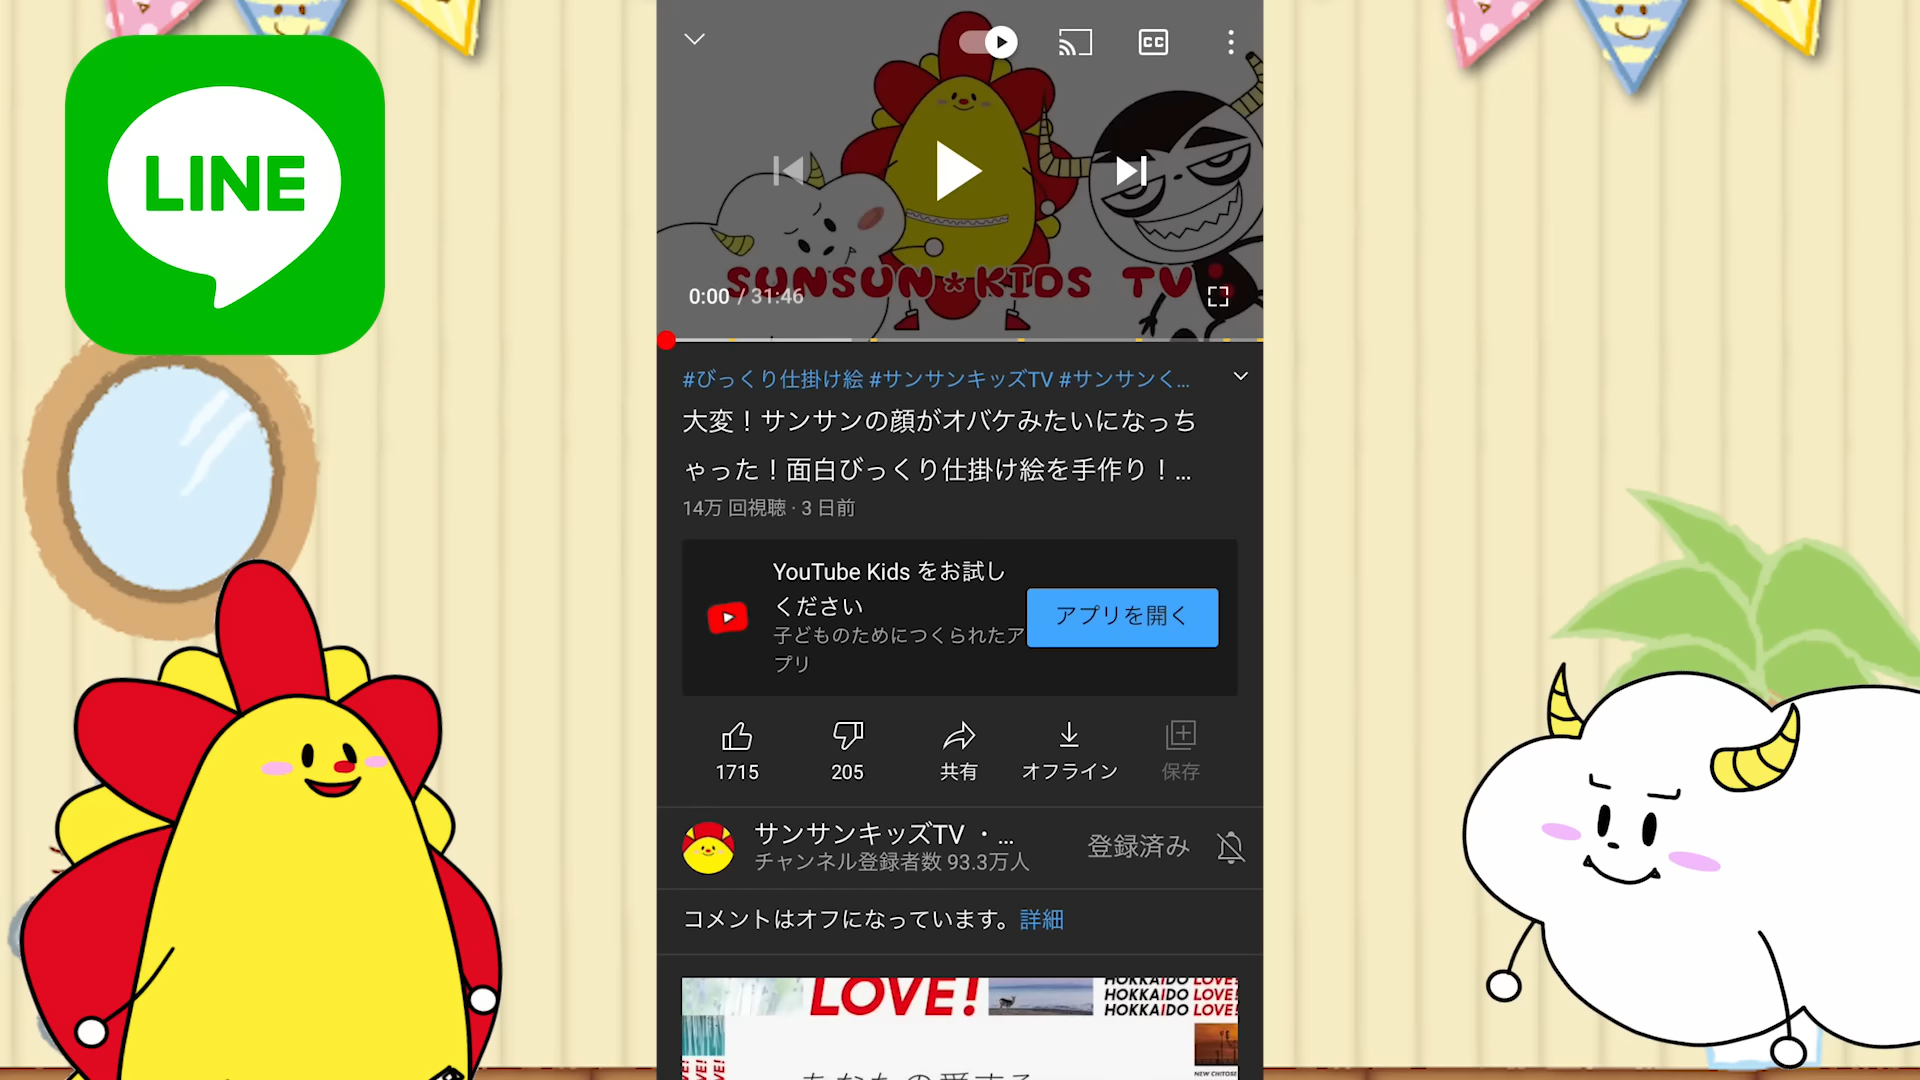 LINE
SUNSUN*KIDS TV
0:00 / 31:46
#びっくり仕掛け絵 #サンサンキッズTV #サンサンく...
大変！サンサンの顔がオバケみたいになっち
ゃった！面白びっくり仕掛け絵を手作り！...
14万 回視聴・3 日前
YouTube Kids をお試し
ください
子どものためにつくられたア
プリ
アプリを開く
1715
205
共有
オフライン
保存
サンサンキッズTV ・...
チャンネル登録者数 93.3万人
登録済み
コメントはオフになっています。詳細
LOVE!
HOKKAIDO LOVE!
HOKKAIDO LOVE!
HOKKAIDO LOVE!
NEW CHITOSE